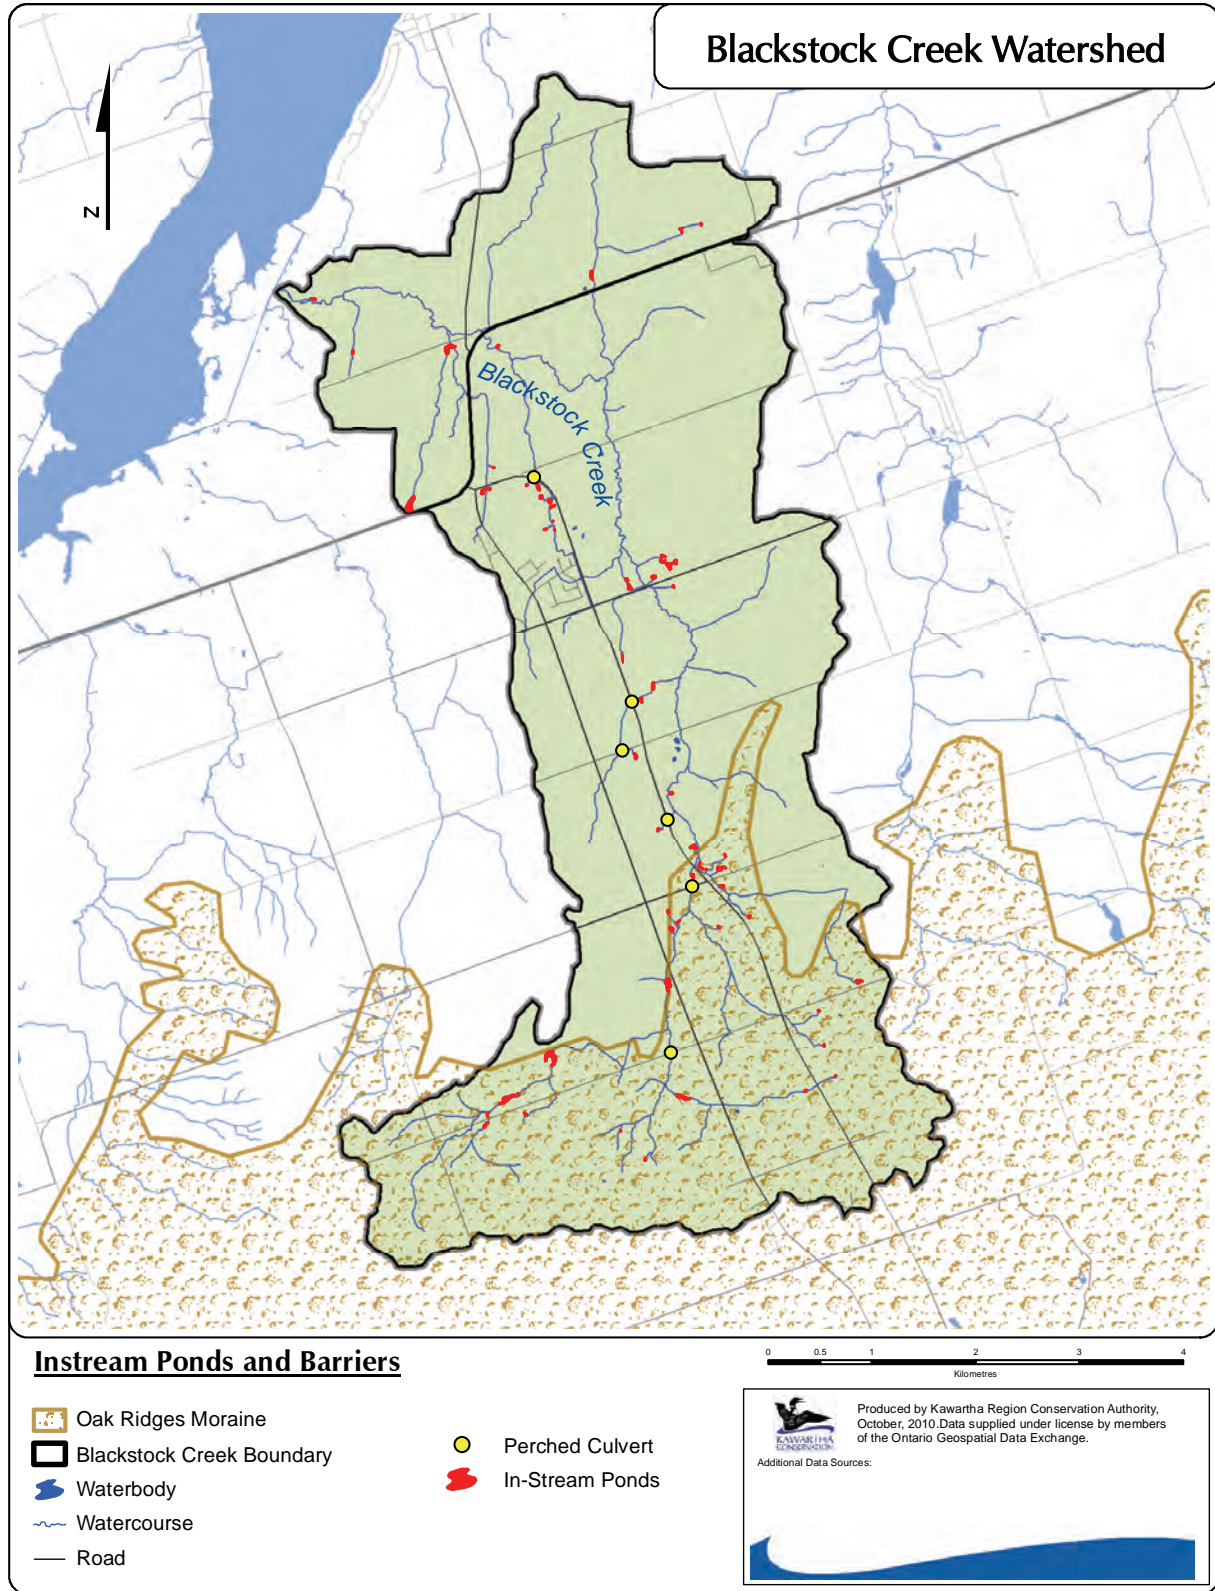 Blackstock Creek Watershed
N
Blackstock Creek
Instream Ponds and Barriers
Oak Ridges Moraine
Blackstock Creek Boundary
Waterbody
Watercourse
Road
Perched Culvert
In-Stream Ponds
0 0.5 1 2 3 4
Kilometres
KAWARTHA
CONSERVATION
Produced by Kawartha Region Conservation Authority,
October, 2010.Data supplied under license by members
of the Ontario Geospatial Data Exchange.
Additional Data Sources: